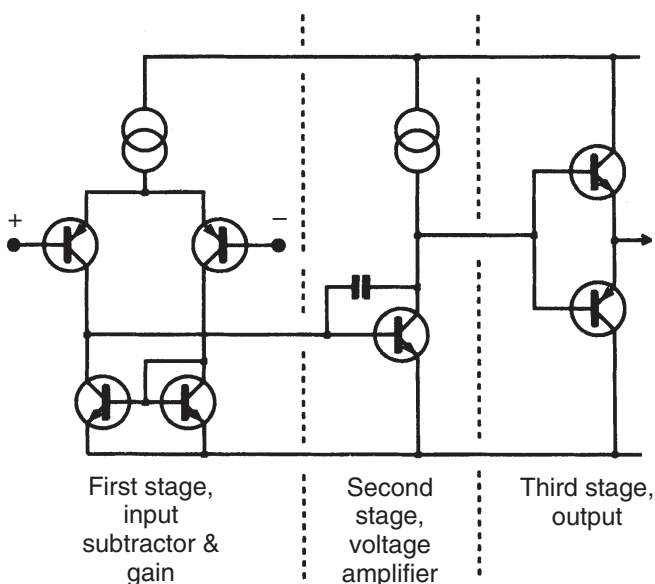 +
−
First stage,
input
subtractor &
gain
Second
stage,
voltage
amplifier
Third stage,
output